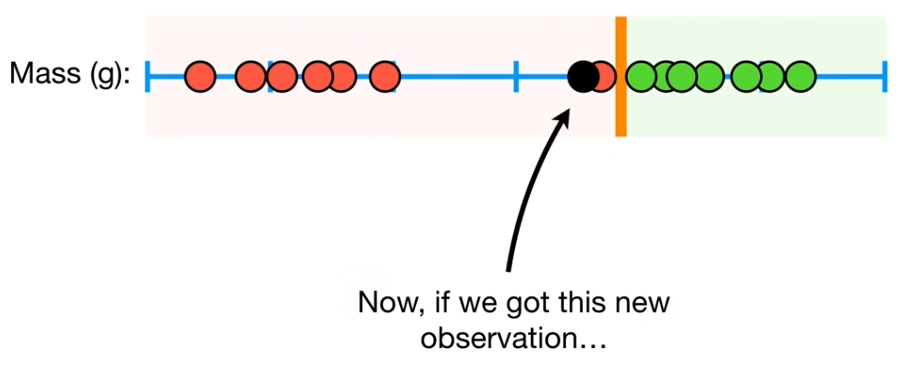 Mass (g):
Now, if we got this new
observation…